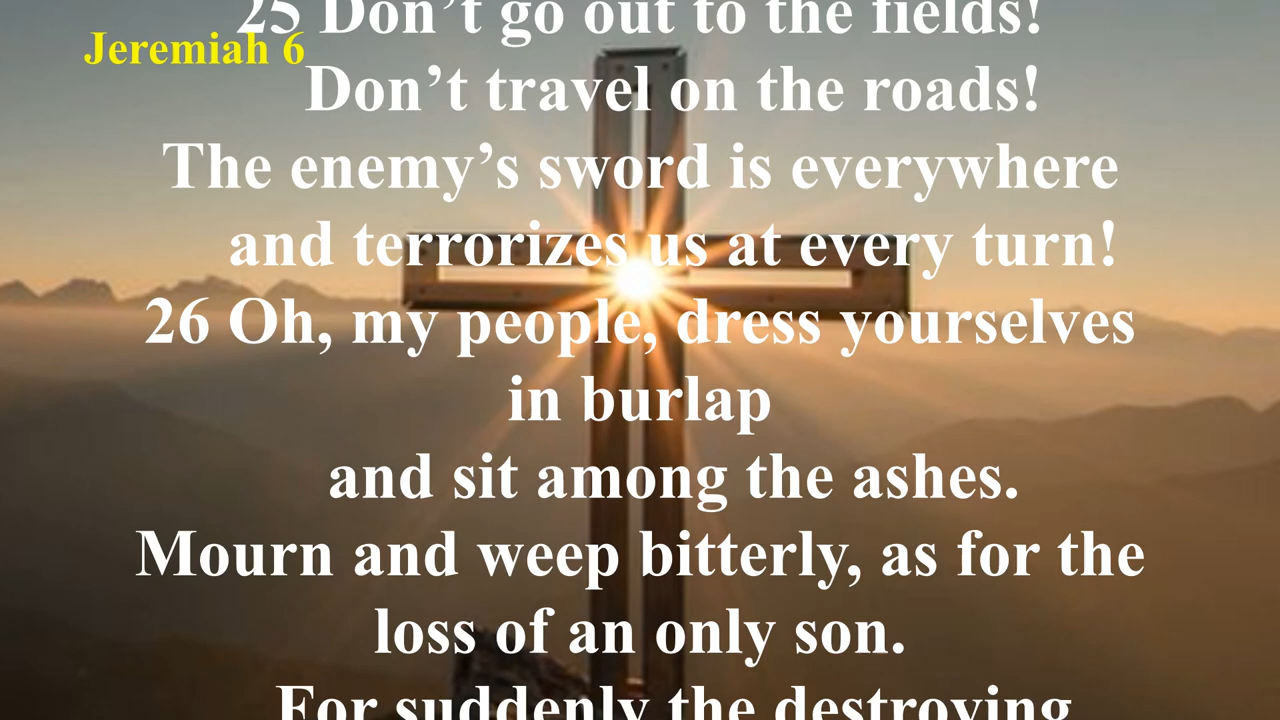 25 Don’t go out to the fields!
Jeremiah 6
Don’t travel on the roads!
The enemy’s sword is everywhere
and terrorizes us at every turn!
26 Oh, my people, dress yourselves
in burlap
and sit among the ashes.
Mourn and weep bitterly, as for the
loss of an only son.
For suddenly the destroying